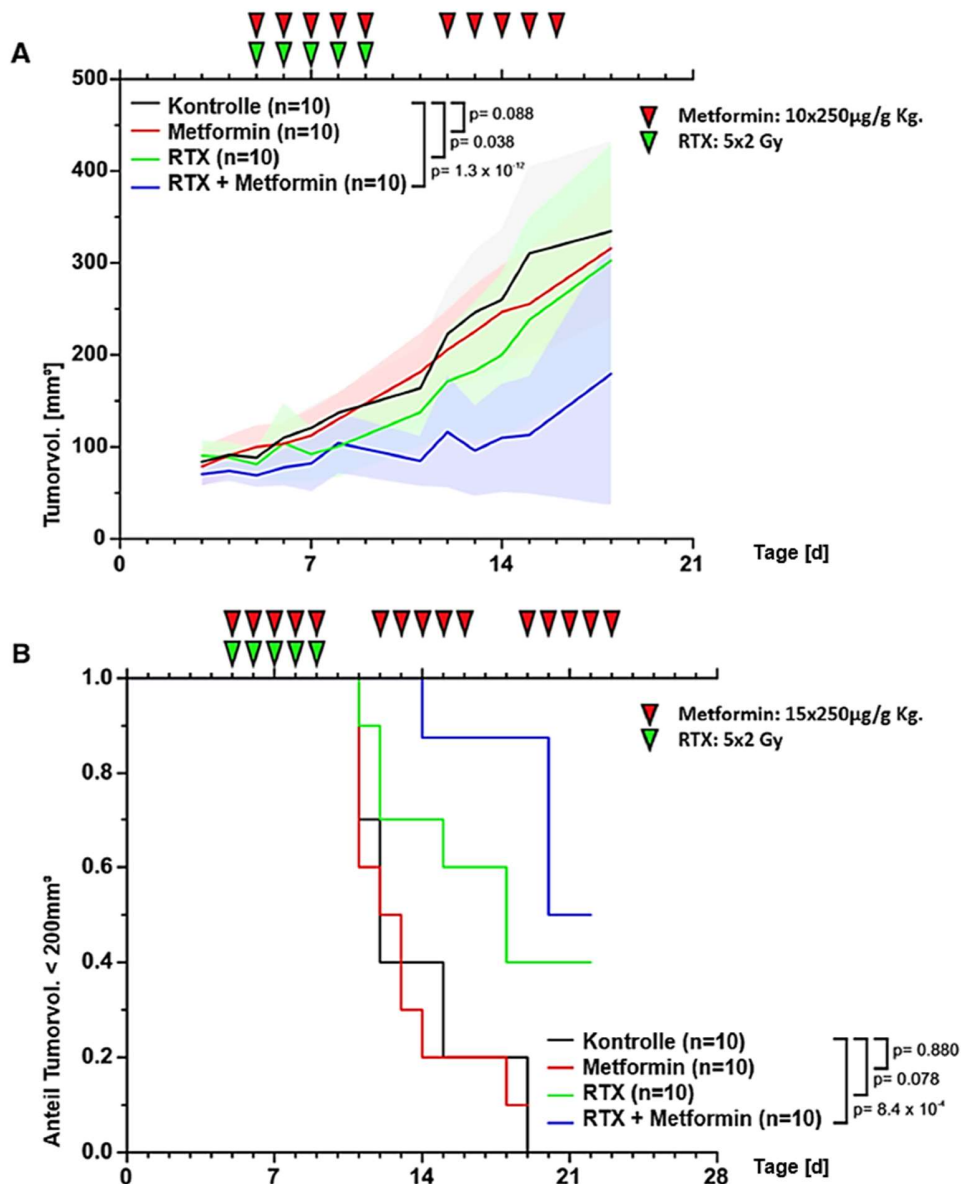 A
500
Kontrolle (n=10)
Metformin (n=10)
RTX (n=10)
RTX + Metformin (n=10)
p= 0.088
p= 0.038
p= 1.3 x 10⁻¹²
Metformin: 10x250µg/g Kg.
RTX: 5x2 Gy
400
300
200
100
0
Tumorvol. [mm³]
0 7 14 21
Tage [d]
B
1.0
Metformin: 15x250µg/g Kg.
RTX: 5x2 Gy
0.8
0.6
0.4
0.2
0.0
Anteil Tumorvol. < 200mm³
Kontrolle (n=10)
Metformin (n=10)
RTX (n=10)
RTX + Metformin (n=10)
p= 0.880
p= 0.078
p= 8.4 x 10⁻⁴
0 7 14 21 28
Tage [d]